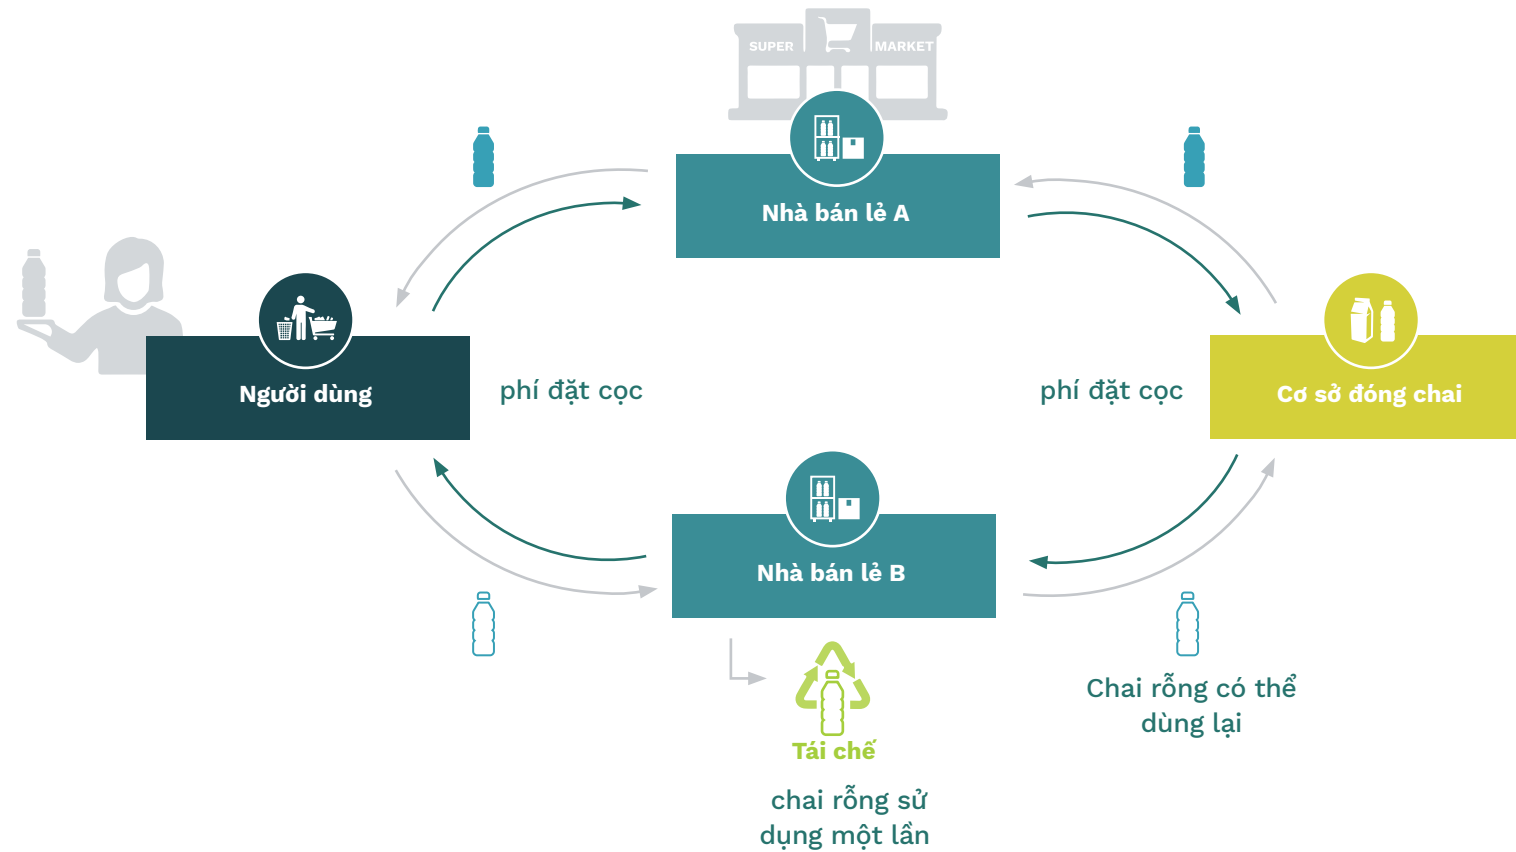 SUPER
MARKET
Nhà bán lẻ A
Người dùng
phí đặt cọc
phí đặt cọc
Cơ sở đóng chai
Nhà bán lẻ B
Chai rỗng có thể
dùng lại
Tái chế
chai rỗng sử
dụng một lần